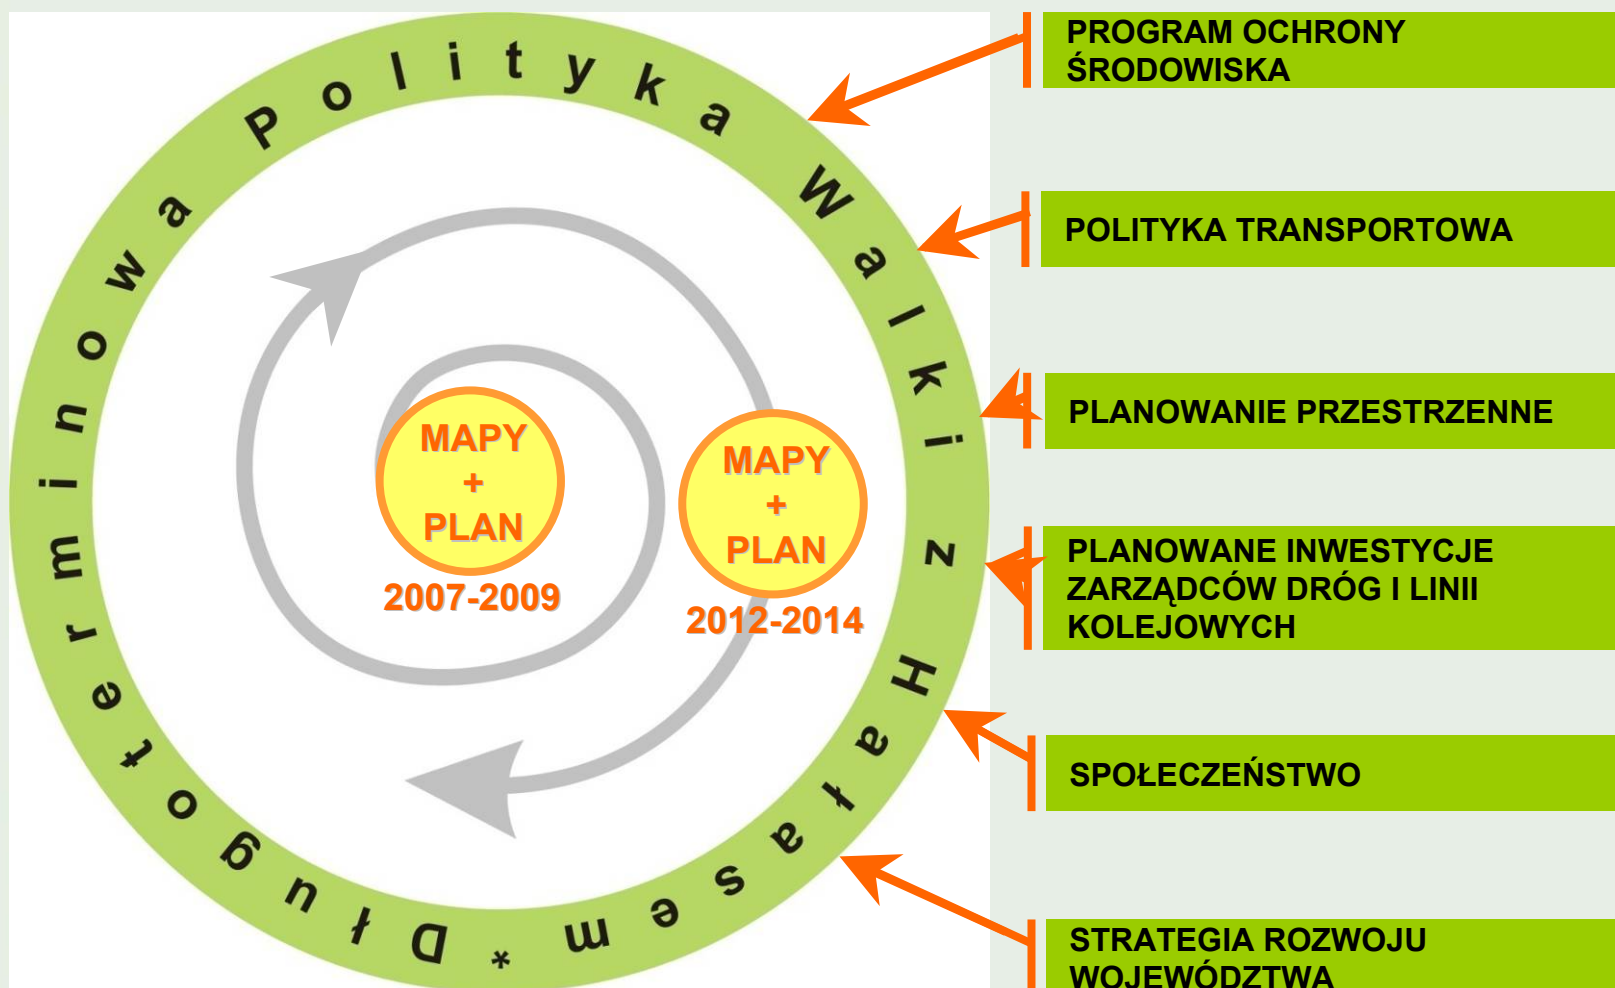 Długoterminowa Polityka Walki z Hałasem *
MAPY
+
PLAN
2007-2009
MAPY
+
PLAN
2012-2014
PROGRAM OCHRONY
ŚRODOWISKA
POLITYKA TRANSPORTOWA
PLANOWANIE PRZESTRZENNE
PLANOWANE INWESTYCJE
ZARZĄDCÓW DRÓG I LINII
KOLEJOWYCH
SPOŁECZEŃSTWO
STRATEGIA ROZWOJU
WOJEWÓDZTWA